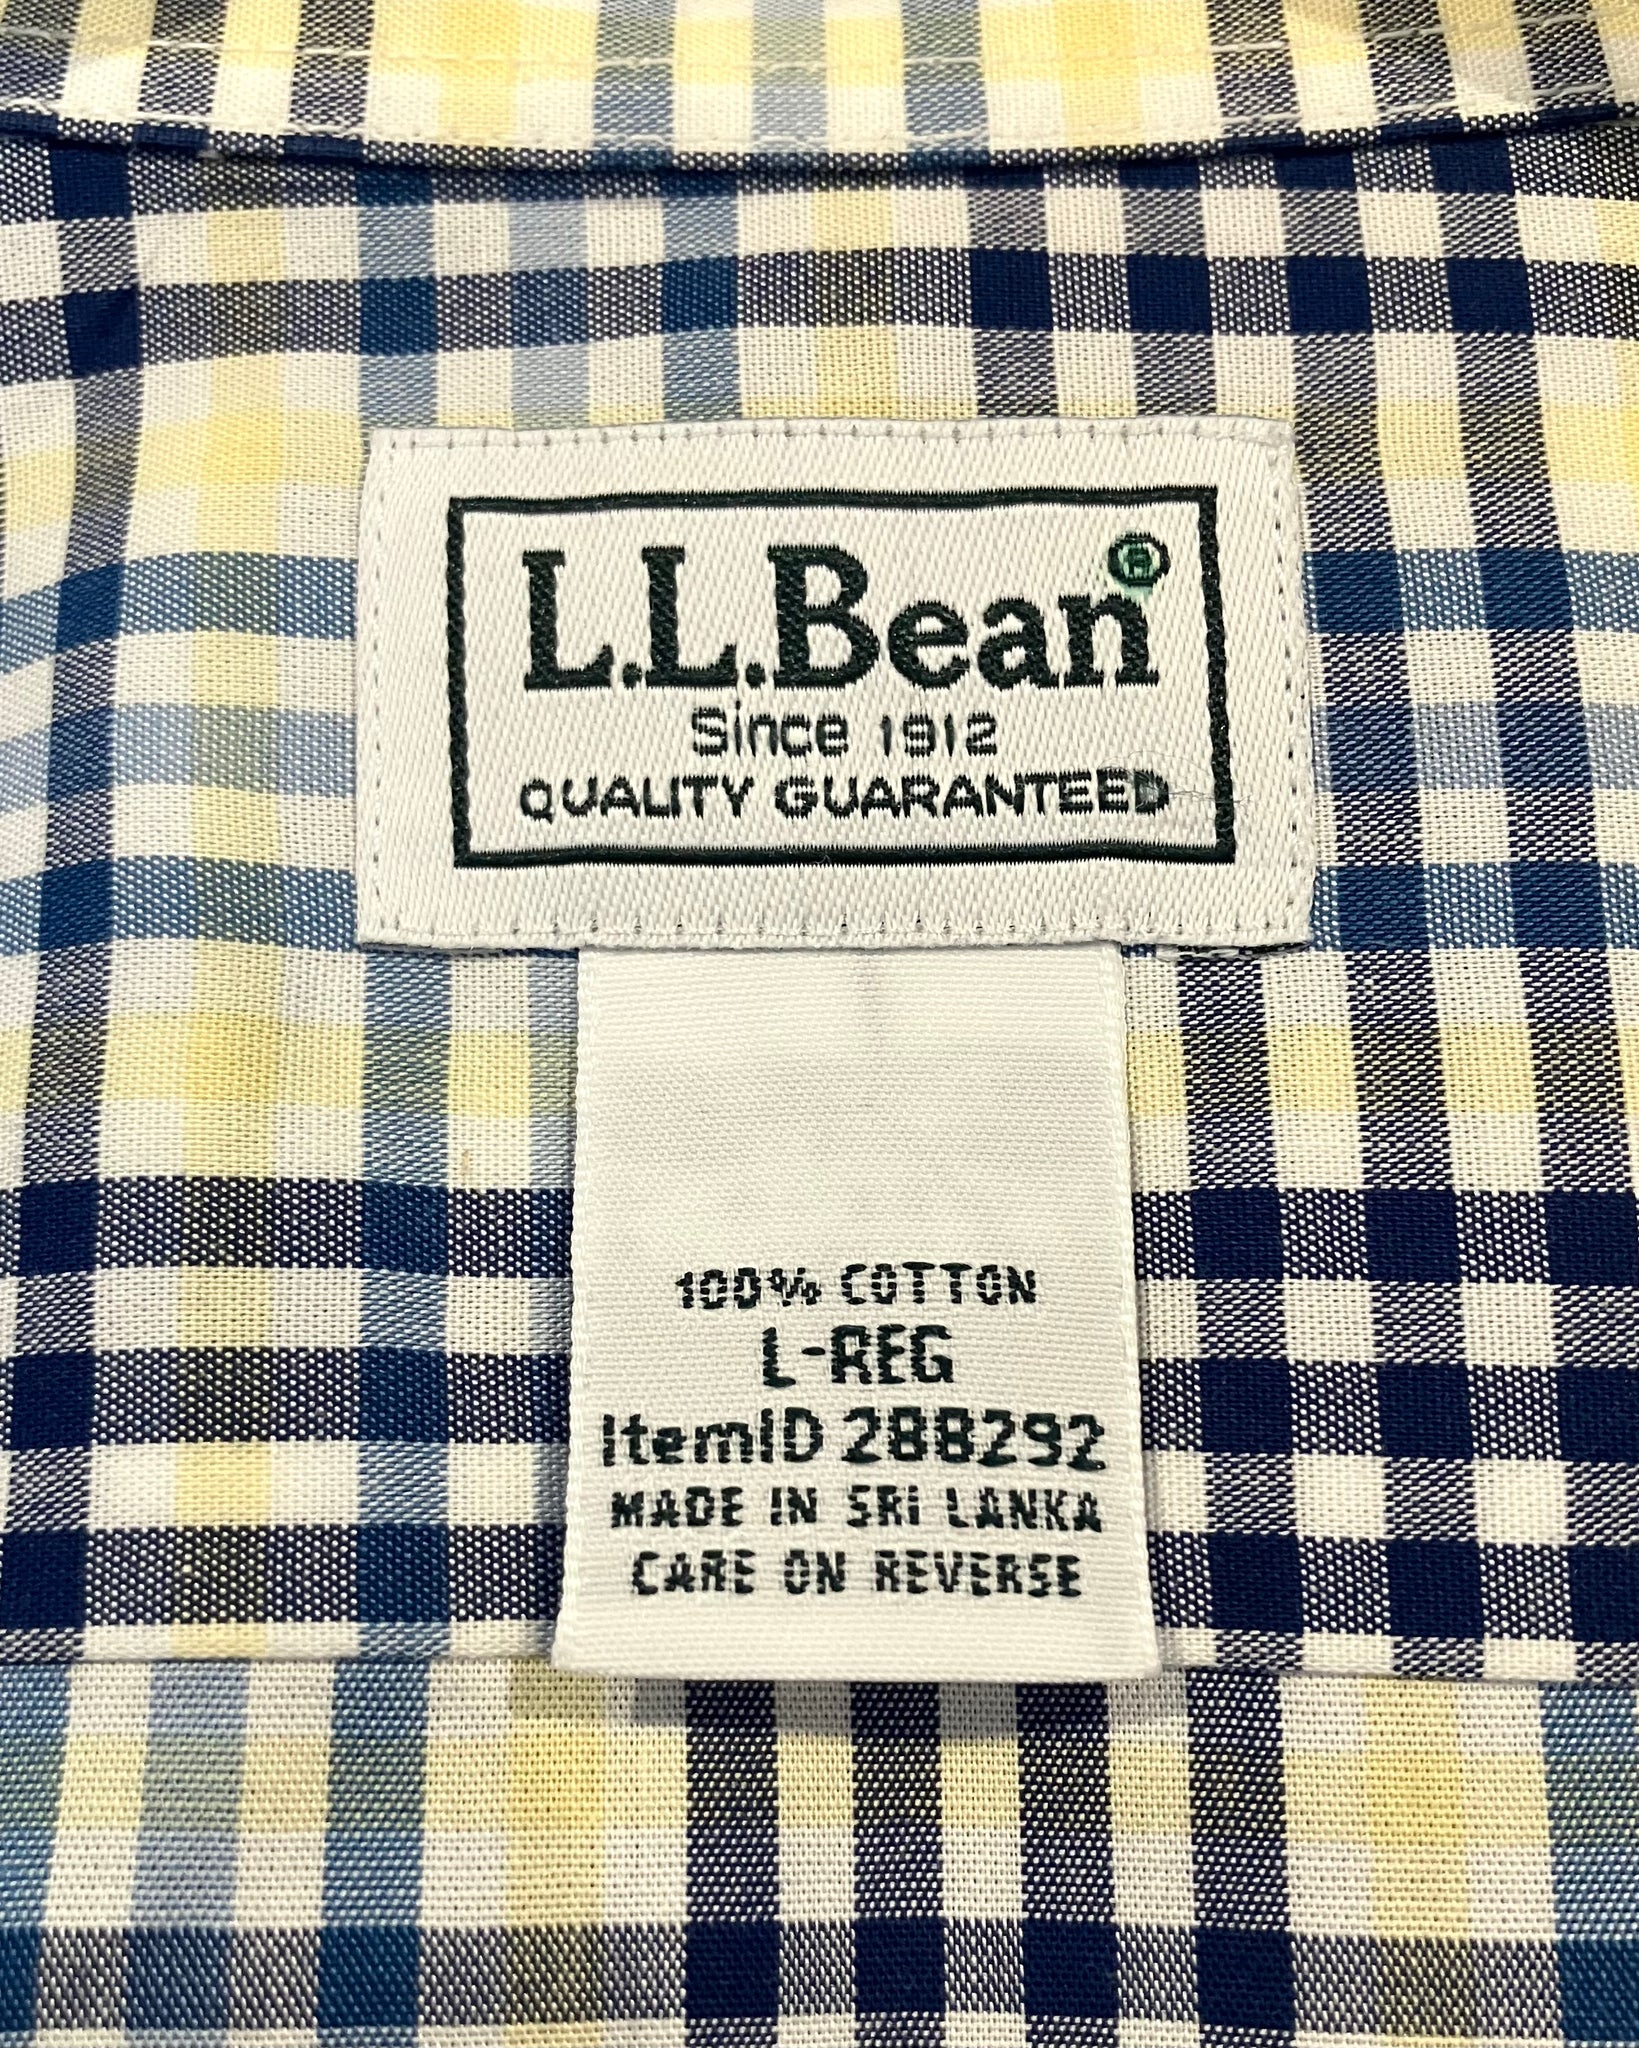 L.L.Bean®
Since 1912
QUALITY GUARANTEED
100% COTTON
L-REG
ItemID 288292
MADE IN SRI LANKA
CARE ON REVERSE